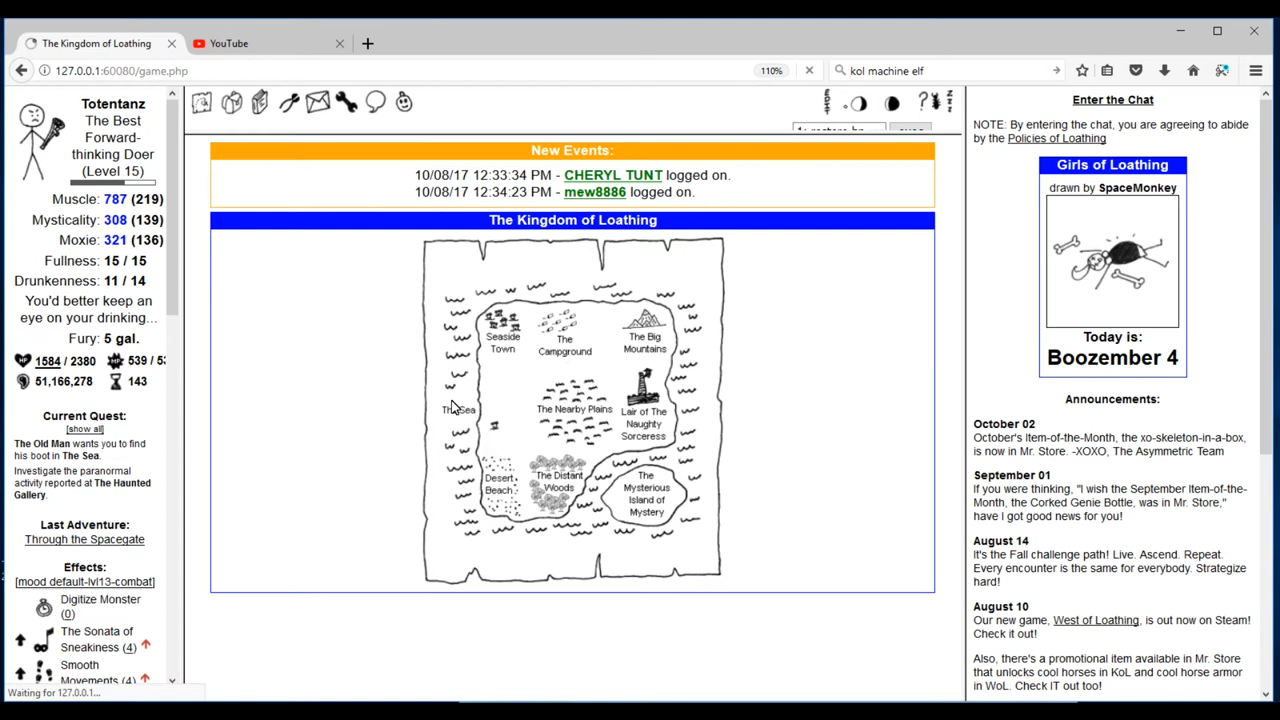 The Kingdom of Loathing
YouTube
127.0.0.1:60080/game.php
110%
kol machine elf
Totentanz
The Best
Forward-
thinking Doer
(Level 15)
Muscle: 787 (219)
Mysticality: 308 (139)
Moxie: 321 (136)
Fullness: 15 / 15
Drunkenness: 11 / 14
You'd better keep an
eye on your drinking...
Fury: 5 gal.
1584 / 2380
539 / 53
51,166,278
143
Current Quest:
[show all]
The Old Man wants you to find
his boot in The Sea.
Investigate the paranormal
activity reported at The Haunted
Gallery.
Last Adventure:
Through the Spacegate
Effects:
[mood default-lvl13-combat]
Digitize Monster
(0)
The Sonata of
Sneakiness (4)
Smooth
Movements (4)
Waiting for 127.0.0.1...
New Events:
10/08/17 12:33:34 PM - CHERYL TUNT logged on.
10/08/17 12:34:23 PM - mew8886 logged on.
The Kingdom of Loathing
Seaside
Town
The
Campground
The Big
Mountains
The Sea
The Nearby Plains
Lair of The
Naughty
Sorceress
Desert
Beach
The Distant
Woods
The
Mysterious
Island of
Mystery
Enter the Chat
NOTE: By entering the chat, you are agreeing to abide
by the Policies of Loathing
Girls of Loathing
drawn by SpaceMonkey
Today is:
Boozember 4
Announcements:
October 02
October's Item-of-the-Month, the xo-skeleton-in-a-box,
is now in Mr. Store. -XOXO, The Asymmetric Team
September 01
If you were thinking, "I wish the September Item-of-the-
Month, the Corked Genie Bottle, was in Mr. Store,"
have I got good news for you!
August 14
It's the Fall challenge path! Live. Ascend. Repeat.
Every encounter is the same for everybody. Strategize
hard!
August 10
Our new game, West of Loathing, is out now on Steam!
Check it out!
Also, there's a promotional item available in Mr. Store
that unlocks cool horses in KoL and cool horse armor
in WoL. Check IT out too!